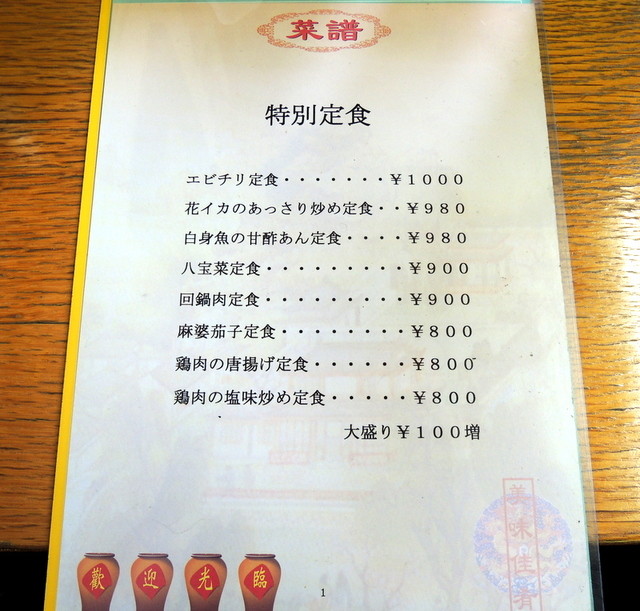 菜譜
特別定食
エビチリ定食・・・・・・・￥１０００
花イカのあっさり炒め定食・・￥９８０
白身魚の甘酢あん定食・・・・￥９８０
八宝菜定食・・・・・・・・・￥９００
回鍋肉定食・・・・・・・・・￥９００
麻婆茄子定食・・・・・・・・￥８００
鶏肉の唐揚げ定食・・・・・・￥８００
鶏肉の塩味炒め定食・・・・・￥８００
大盛り￥１００増
美味佳肴
歡迎光臨
1